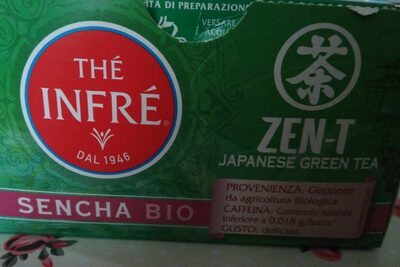 ITA DI PREPARAZIONE
VERSARE
THÉ
INFRÉ®
DAL 1946
茶
ZEN-T
JAPANESE GREEN TEA
SENCHA BIO
PROVENIENZA: Giappone
da agricoltura Biologica
CAFFEINA: Contenuto naturale
inferiore a 0,018 g/tazza*
GUSTO: delicato